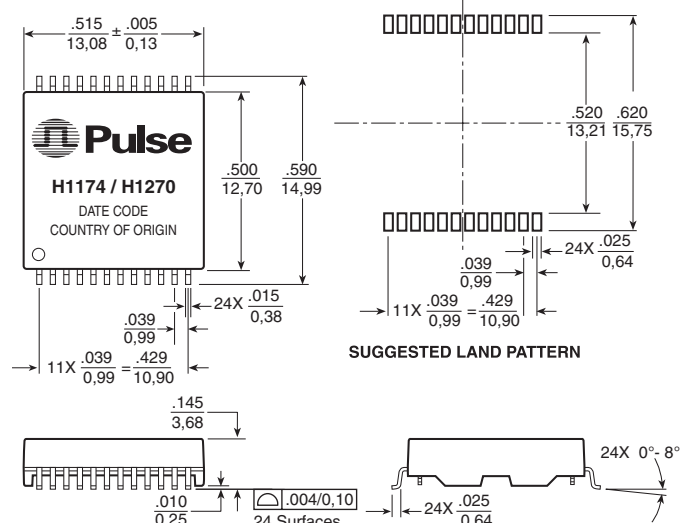 .515 ± .005
13,08 0,13
Pulse
H1174 / H1270
DATE CODE
COUNTRY OF ORIGIN
.500
12,70
.590
14,99
24X .015
0,38
.039
0,99
11X .039 = .429
0,99 10,90
.520 .620
13,21 15,75
24X .025
0,64
.039
0,99
11X .039 = .429
0,99 10,90
SUGGESTED LAND PATTERN
.145
3,68
.010
0,25
.004/0,10
24 Surfaces
24X .025
0,64
24X 0°- 8°